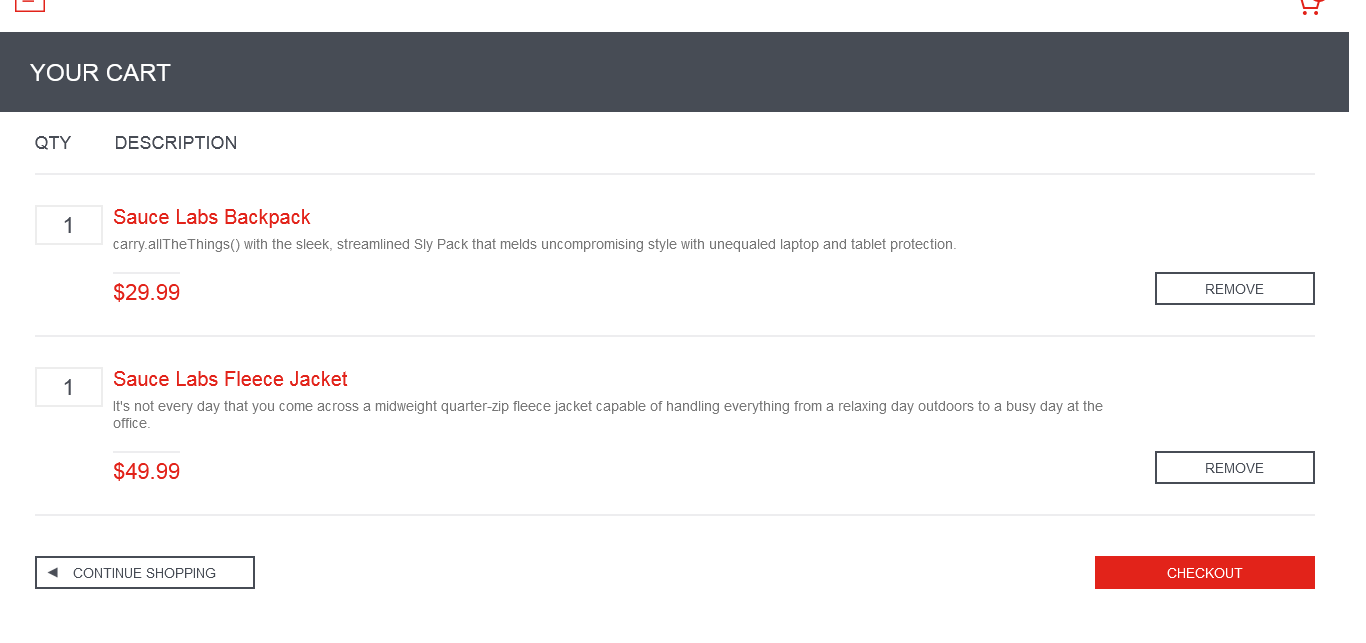 YOUR CART
QTY DESCRIPTION
1 Sauce Labs Backpack
carry.allTheThings() with the sleek, streamlined Sly Pack that melds uncompromising style with unequaled laptop and tablet protection.
$29.99 REMOVE
1 Sauce Labs Fleece Jacket
It's not every day that you come across a midweight quarter-zip fleece jacket capable of handling everything from a relaxing day outdoors to a busy day at the
office.
$49.99 REMOVE
CONTINUE SHOPPING CHECKOUT